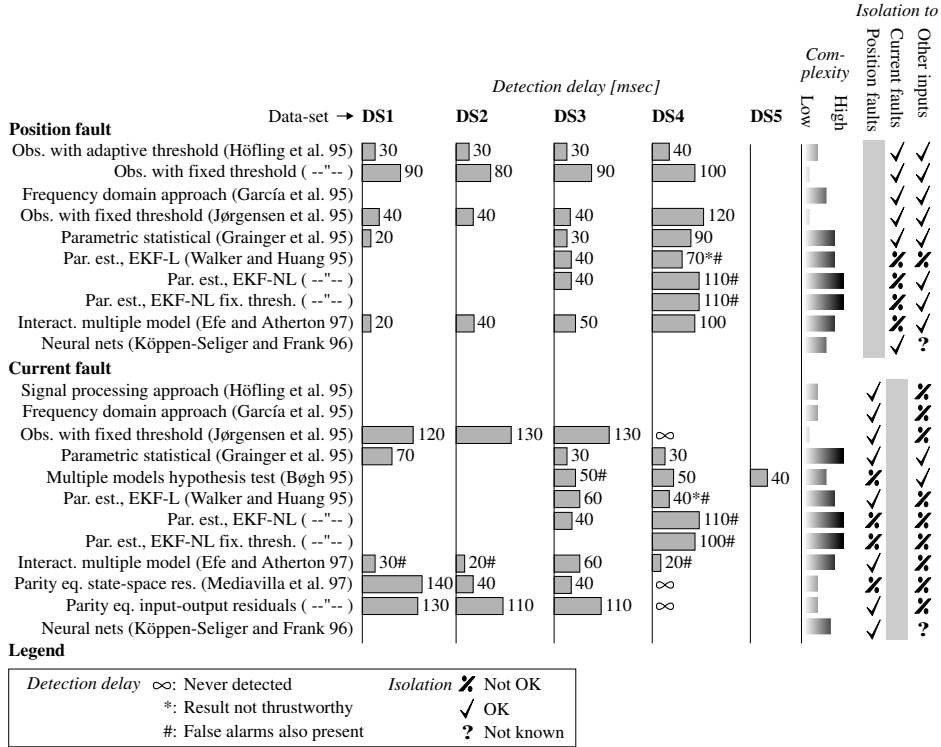 Isolation to
Position faults
Current faults
Other inputs
Com-
plexity
Low
High
Detection delay [msec]
Data-set → DS1 DS2 DS3 DS4 DS5
Position fault
Obs. with adaptive threshold (Höfling et al. 95) 30 30 30 40 ✓ ✓
Obs. with fixed threshold ( --"-- ) 90 80 90 100 ✓ ✓
Frequency domain approach (García et al. 95) ✓ ✓
Obs. with fixed threshold (Jørgensen et al. 95) 40 40 40 120 ✓ ✓
Parametric statistical (Grainger et al. 95) 20 30 90 ✓ ✓
Par. est., EKF-L (Walker and Huang 95) 40 70*# ٪ ٪
Par. est., EKF-NL ( --"-- ) 40 110# ٪ ✓
Par. est., EKF-NL fix. thresh. ( --"-- ) 110# ٪ ✓
Interact. multiple model (Efe and Atherton 97) 20 40 50 100 ٪ ✓
Neural nets (Köppen-Seliger and Frank 96) ✓ ?
Current fault
Signal processing approach (Höfling et al. 95) ✓ ٪
Frequency domain approach (García et al. 95) ✓ ٪
Obs. with fixed threshold (Jørgensen et al. 95) 120 130 130 ∞ ✓ ٪
Parametric statistical (Grainger et al. 95) 70 30 30 ✓ ✓
Multiple models hypothesis test (Bøgh 95) 50# 50 40 ٪ ✓
Par. est., EKF-L (Walker and Huang 95) 60 40*# ✓ ٪
Par. est., EKF-NL ( --"-- ) 40 110# ٪ ٪
Par. est., EKF-NL fix. thresh. ( --"-- ) 100# ٪ ٪
Interact. multiple model (Efe and Atherton 97) 30# 20# 60 20# ✓ ٪
Parity eq. state-space res. (Mediavilla et al. 97) 140 40 40 ∞ ٪ ٪
Parity eq. input-output residuals ( --"-- ) 130 110 110 ∞ ✓ ٪
Neural nets (Köppen-Seliger and Frank 96) ✓ ?
Legend
Detection delay ∞: Never detected Isolation ٪ Not OK
*: Result not thrustworthy ✓ OK
#: False alarms also present ? Not known